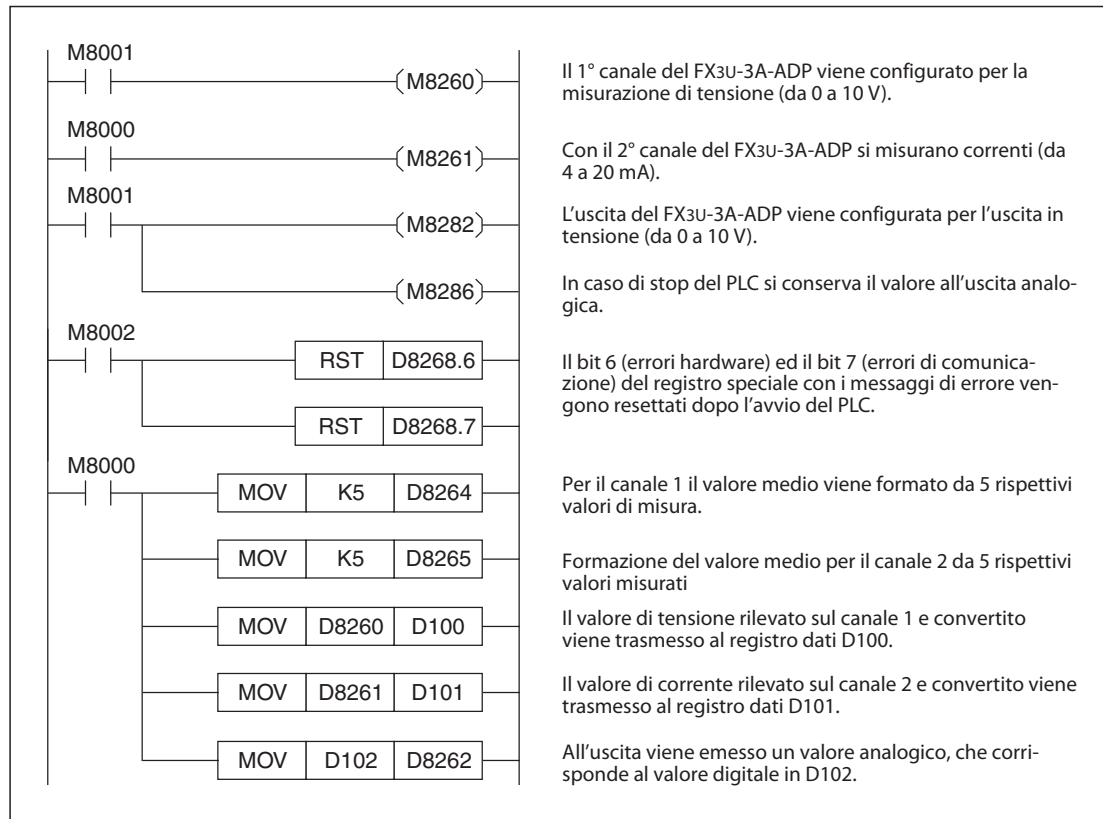 M8001
M8260
Il 1° canale del FX3U-3A-ADP viene configurato per la
misurazione di tensione (da 0 a 10 V).
M8000
M8261
Con il 2° canale del FX3U-3A-ADP si misurano correnti (da
4 a 20 mA).
M8001
M8282
L'uscita del FX3U-3A-ADP viene configurata per l'uscita in
tensione (da 0 a 10 V).
M8286
In caso di stop del PLC si conserva il valore all'uscita analo-
gica.
M8002
RST D8268.6
Il bit 6 (errori hardware) ed il bit 7 (errori di comunica-
zione) del registro speciale con i messaggi di errore ven-
gono resettati dopo l'avvio del PLC.
RST D8268.7
M8000
MOV K5 D8264
Per il canale 1 il valore medio viene formato da 5 rispettivi
valori di misura.
MOV K5 D8265
Formazione del valore medio per il canale 2 da 5 rispettivi
valori misurati
MOV D8260 D100
Il valore di tensione rilevato sul canale 1 e convertito
viene trasmesso al registro dati D100.
MOV D8261 D101
Il valore di corrente rilevato sul canale 2 e convertito viene
trasmesso al registro dati D101.
MOV D102 D8262
All'uscita viene emesso un valore analogico, che corri-
sponde al valore digitale in D102.